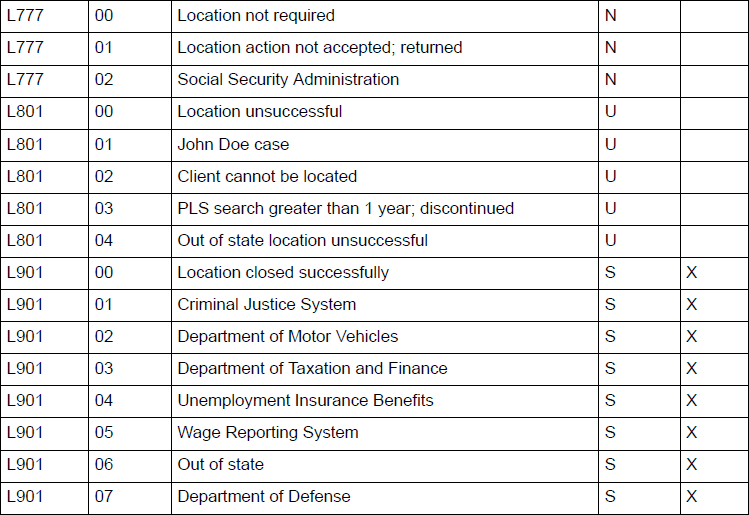 L777 00 Location not required N
L777 01 Location action not accepted; returned N
L777 02 Social Security Administration N
L801 00 Location unsuccessful U
L801 01 John Doe case U
L801 02 Client cannot be located U
L801 03 PLS search greater than 1 year; discontinued U
L801 04 Out of state location unsuccessful U
L901 00 Location closed successfully S X
L901 01 Criminal Justice System S X
L901 02 Department of Motor Vehicles S X
L901 03 Department of Taxation and Finance S X
L901 04 Unemployment Insurance Benefits S X
L901 05 Wage Reporting System S X
L901 06 Out of state S X
L901 07 Department of Defense S X